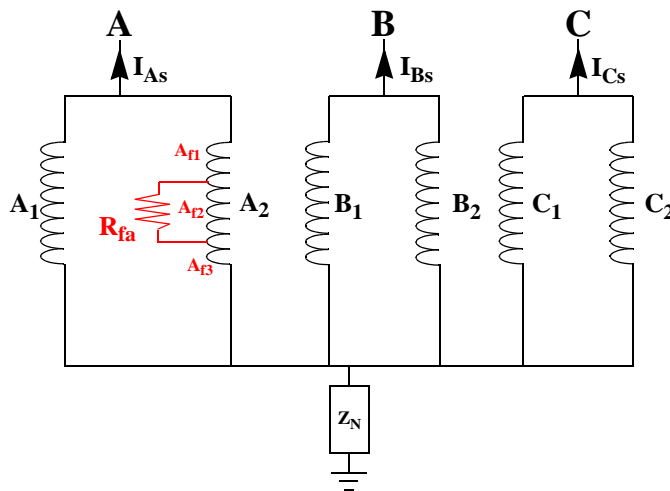 A B C
I_As I_Bs I_Cs
A_f1
A_1 A_f2 A_2 B_1 B_2 C_1 C_2
R_fa
A_f3
Z_N